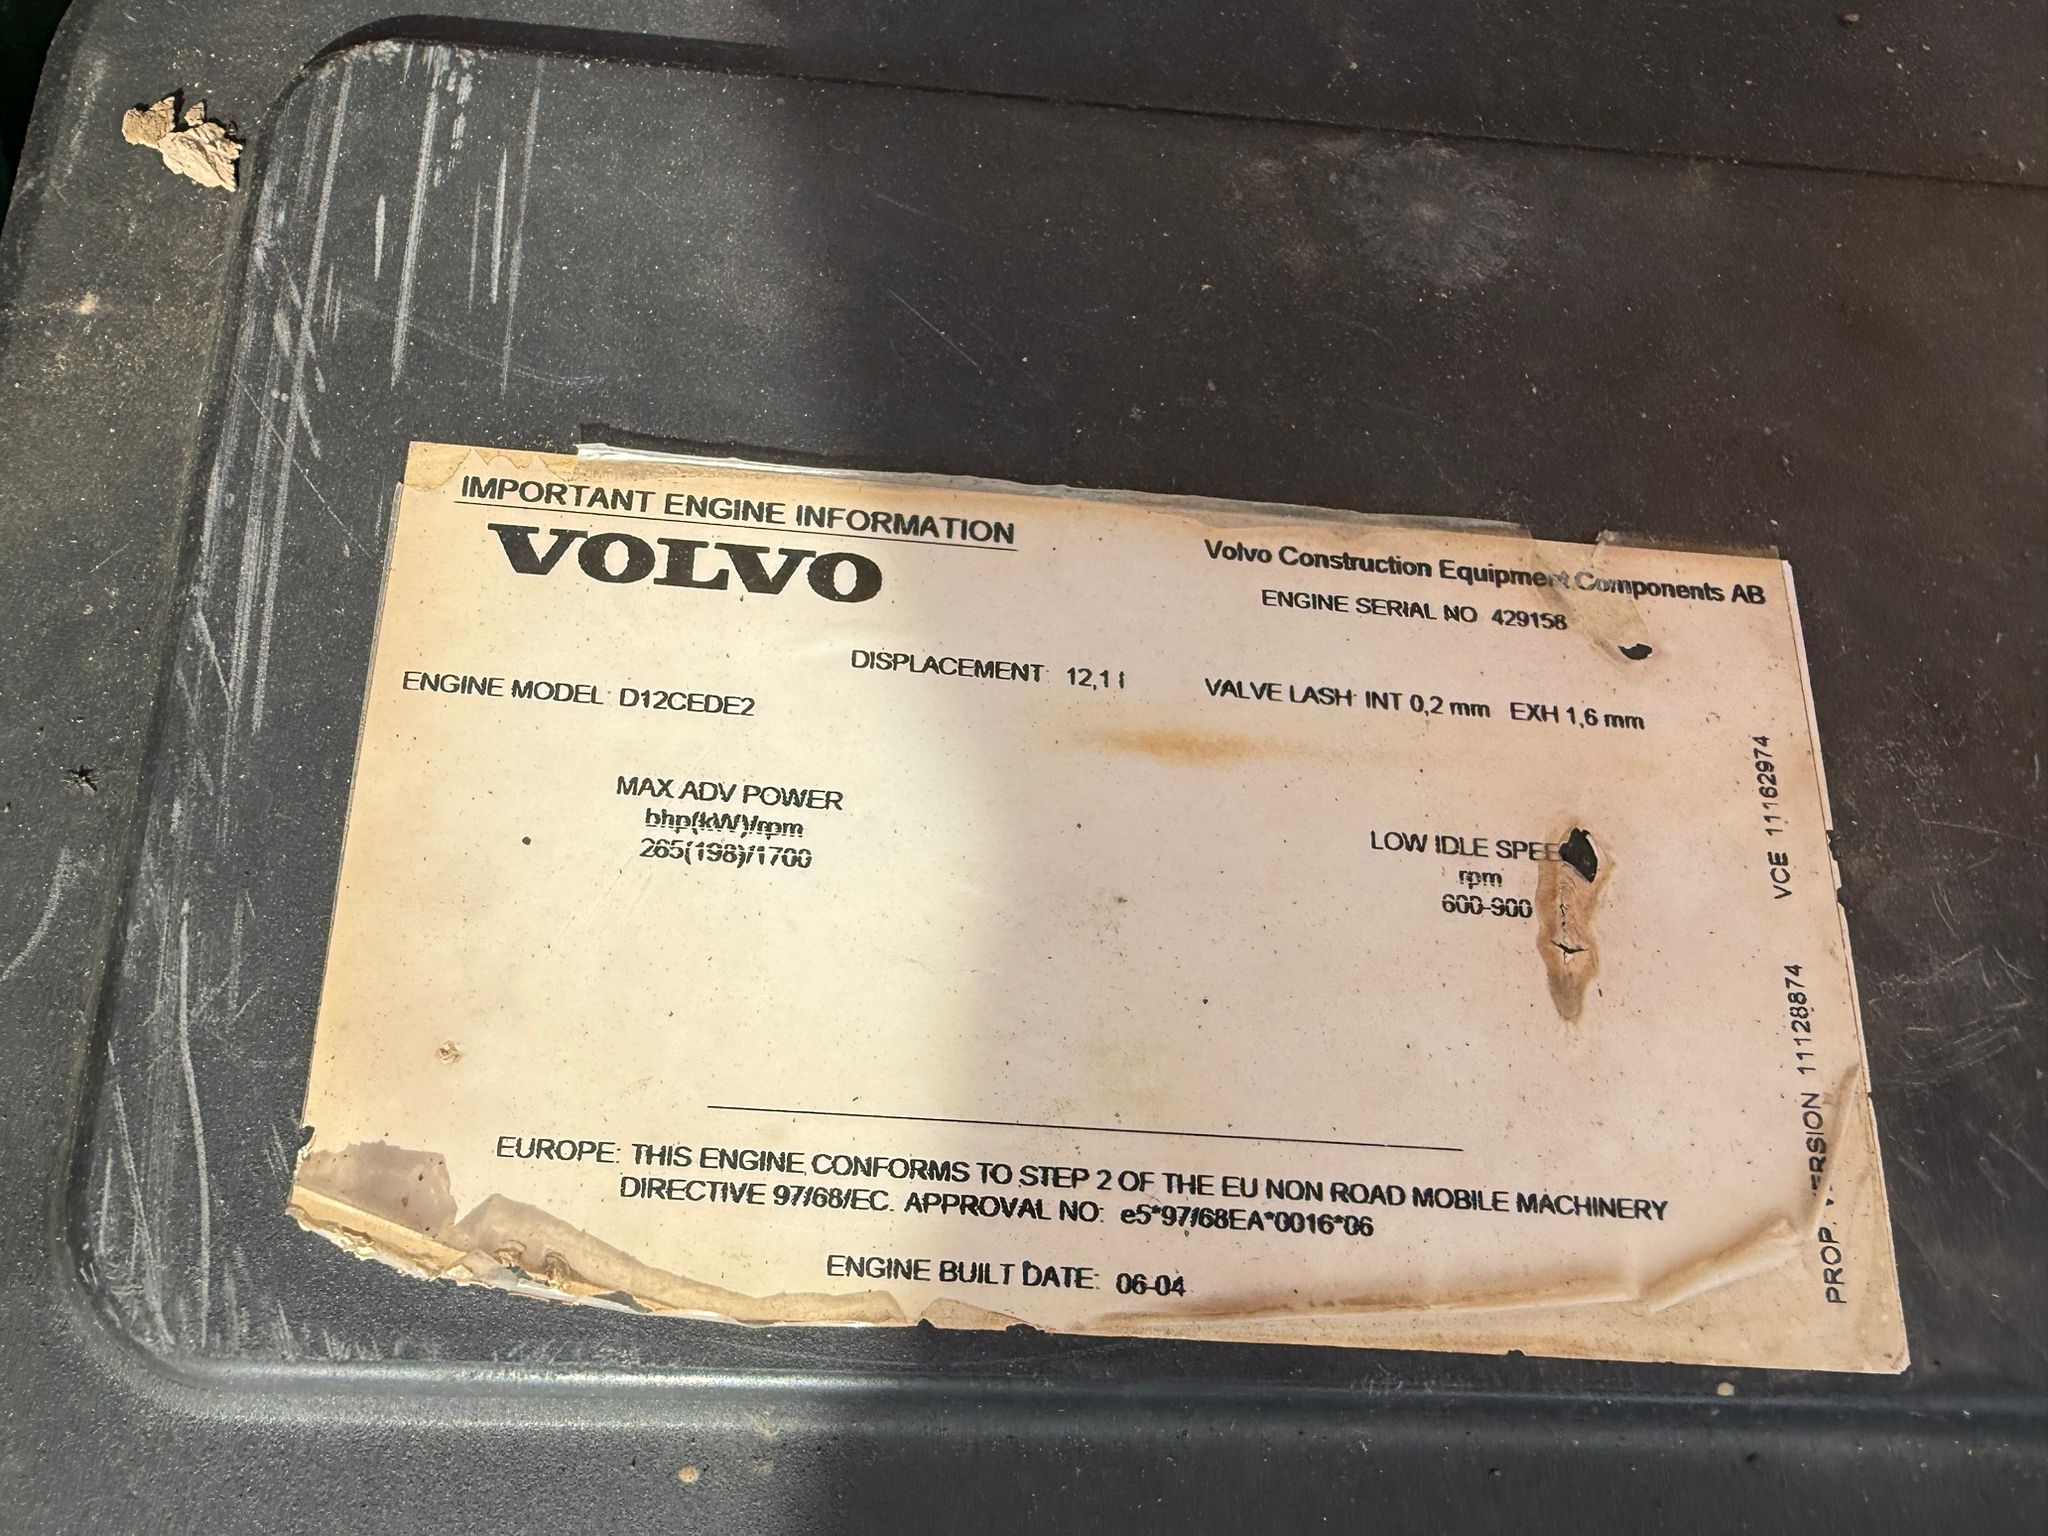 IMPORTANT ENGINE INFORMATION
VOLVO
Volvo Construction Equipment Components AB
ENGINE SERIAL NO 429158
DISPLACEMENT 12,1 l
ENGINE MODEL D12CEDE2
VALVE LASH INT 0,2 mm EXH 1,6 mm
MAX ADV POWER
bhp(kW)/rpm
265(198)/1700
LOW IDLE SPEE
rpm
600-900
EUROPE: THIS ENGINE CONFORMS TO STEP 2 OF THE EU NON ROAD MOBILE MACHINERY
DIRECTIVE 97/68/EC. APPROVAL NO: e5*97/68EA*0016*06
ENGINE BUILT DATE: 06-04
PROP. VERSION 11128874 VCE 11162974